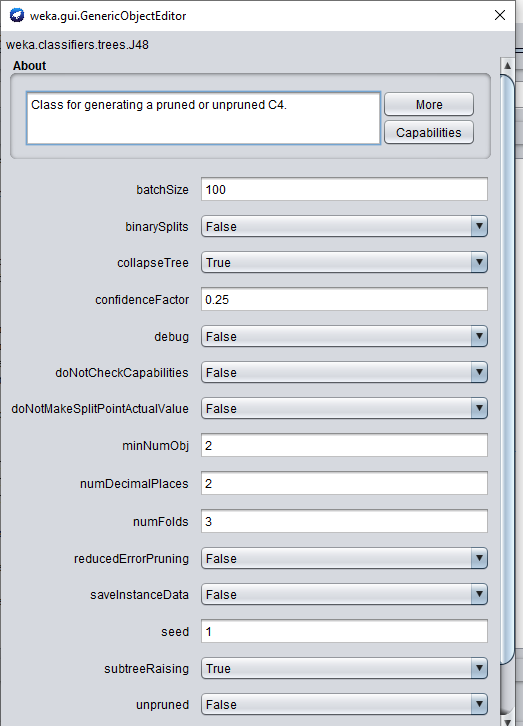 weka.gui.GenericObjectEditor
weka.classifiers.trees.J48
About
Class for generating a pruned or unpruned C4.
More
Capabilities
batchSize 100
binarySplits False
collapseTree True
confidenceFactor 0.25
debug False
doNotCheckCapabilities False
doNotMakeSplitPointActualValue False
minNumObj 2
numDecimalPlaces 2
numFolds 3
reducedErrorPruning False
saveInstanceData False
seed 1
subtreeRaising True
unpruned False